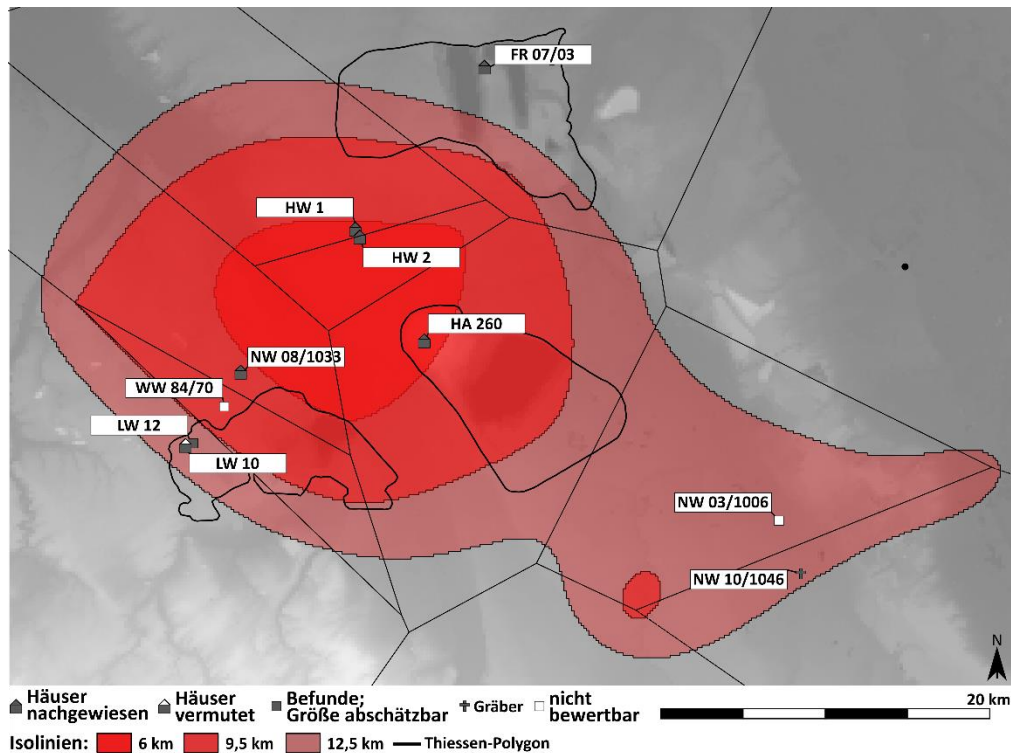 FR 07/03
HW 1
HW 2
HA 260
NW 08/1033
WW 84/70
LW 12
LW 10
NW 03/1006
NW 10/1046
N
Häuser
nachgewiesen
Häuser
vermutet
Befunde;
Größe abschätzbar
Gräber
nicht
bewertbar
20 km
Isolinien: 6 km 9,5 km 12,5 km Thiessen-Polygon